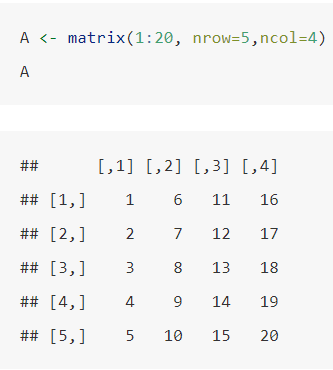 A <- matrix(1:20, nrow=5,ncol=4)
A
##      [,1] [,2] [,3] [,4]
## [1,]    1    6   11   16
## [2,]    2    7   12   17
## [3,]    3    8   13   18
## [4,]    4    9   14   19
## [5,]    5   10   15   20